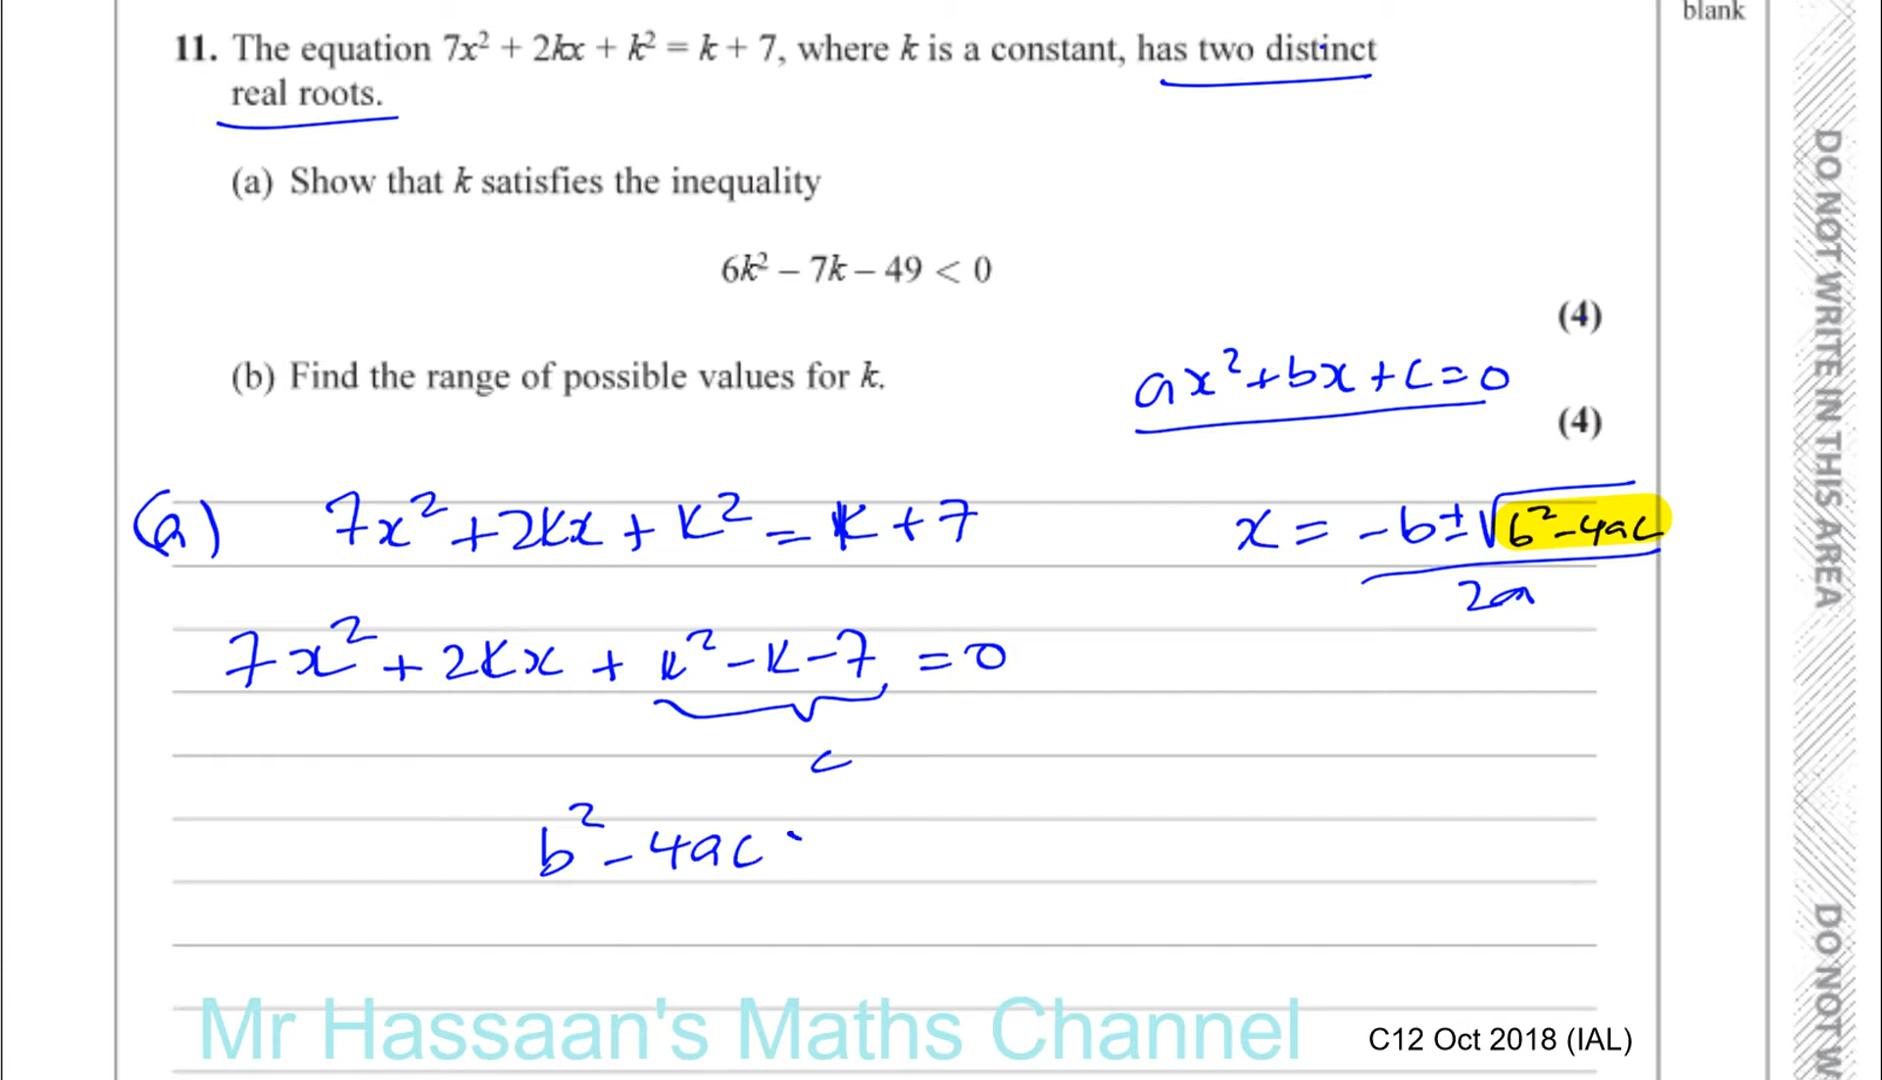 blank
11. The equation 7x² + 2kx + k² = k + 7, where k is a constant, has two distinct
real roots.
(a) Show that k satisfies the inequality
6k² – 7k – 49 < 0
(4)
(b) Find the range of possible values for k.
ax² + bx + c = 0
(4)
(a) 7x² + 2kx + k² = k + 7
x = -b ± √b² - 4ac
2a
7x² + 2kx + k² - k - 7 = 0
c
b² - 4ac
Mr Hassaan's Maths Channel
C12 Oct 2018 (IAL)
DO NOT WRITE IN THIS AREA
DO NOT W